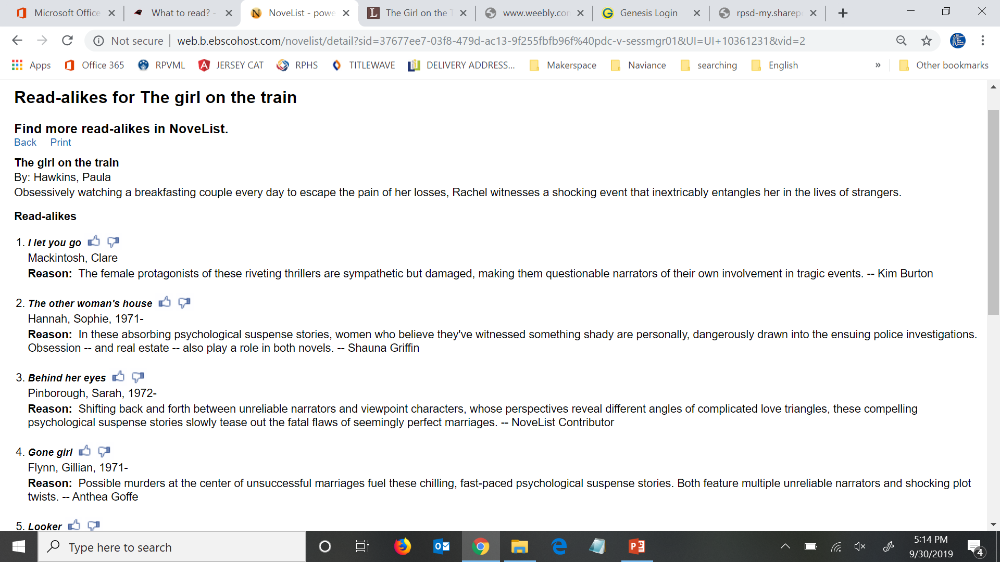 Microsoft Office
What to read? -
NoveList - powe
L
The Girl on the T
www.weebly.con
G
Genesis Login
rpsd-my.sharepo
Not secure
web.b.ebscohost.com/novelist/detail?sid=37677ee7-03f8-479d-ac13-9f255fbfb96f%40pdc-v-sessmgr01&UI=UI+10361231&vid=2
Apps
Office 365
RPVML
JERSEY CAT
RPHS
TITLEWAVE
DELIVERY ADDRESS...
Makerspace
Naviance
searching
English
»
Other bookmarks
Read-alikes for The girl on the train
Find more read-alikes in NoveList.
Back Print
The girl on the train
By: Hawkins, Paula
Obsessively watching a breakfasting couple every day to escape the pain of her losses, Rachel witnesses a shocking event that inextricably entangles her in the lives of strangers.
Read-alikes
1. I let you go
Mackintosh, Clare
Reason: The female protagonists of these riveting thrillers are sympathetic but damaged, making them questionable narrators of their own involvement in tragic events. -- Kim Burton
2. The other woman's house
Hannah, Sophie, 1971-
Reason: In these absorbing psychological suspense stories, women who believe they've witnessed something shady are personally, dangerously drawn into the ensuing police investigations.
Obsession -- and real estate -- also play a role in both novels. -- Shauna Griffin
3. Behind her eyes
Pinborough, Sarah, 1972-
Reason: Shifting back and forth between unreliable narrators and viewpoint characters, whose perspectives reveal different angles of complicated love triangles, these compelling
psychological suspense stories slowly tease out the fatal flaws of seemingly perfect marriages. -- NoveList Contributor
4. Gone girl
Flynn, Gillian, 1971-
Reason: Possible murders at the center of unsuccessful marriages fuel these chilling, fast-paced psychological suspense stories. Both feature multiple unreliable narrators and shocking plot
twists. -- Anthea Goffe
5. Looker
Type here to search
5:14 PM
9/30/2019
4